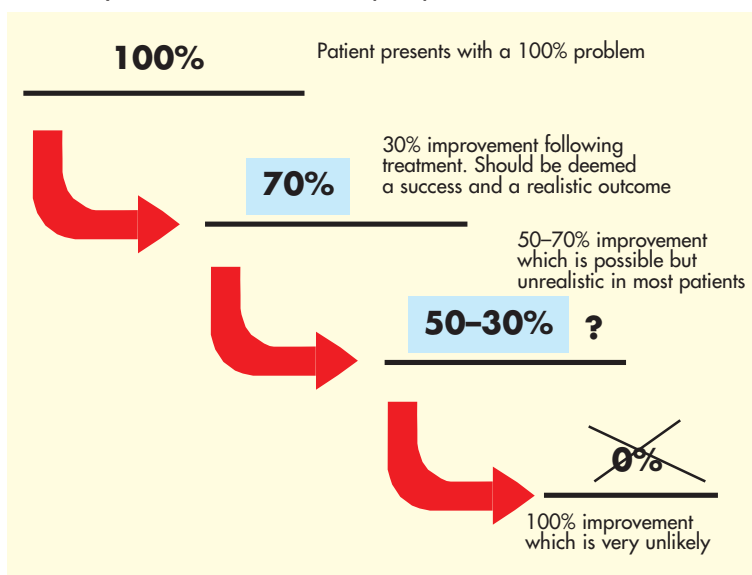 100%
Patient presents with a 100% problem
30% improvement following
treatment. Should be deemed
a success and a realistic outcome
70%
50–70% improvement
which is possible but
unrealistic in most patients
50–30% ?
0%
100% improvement
which is very unlikely